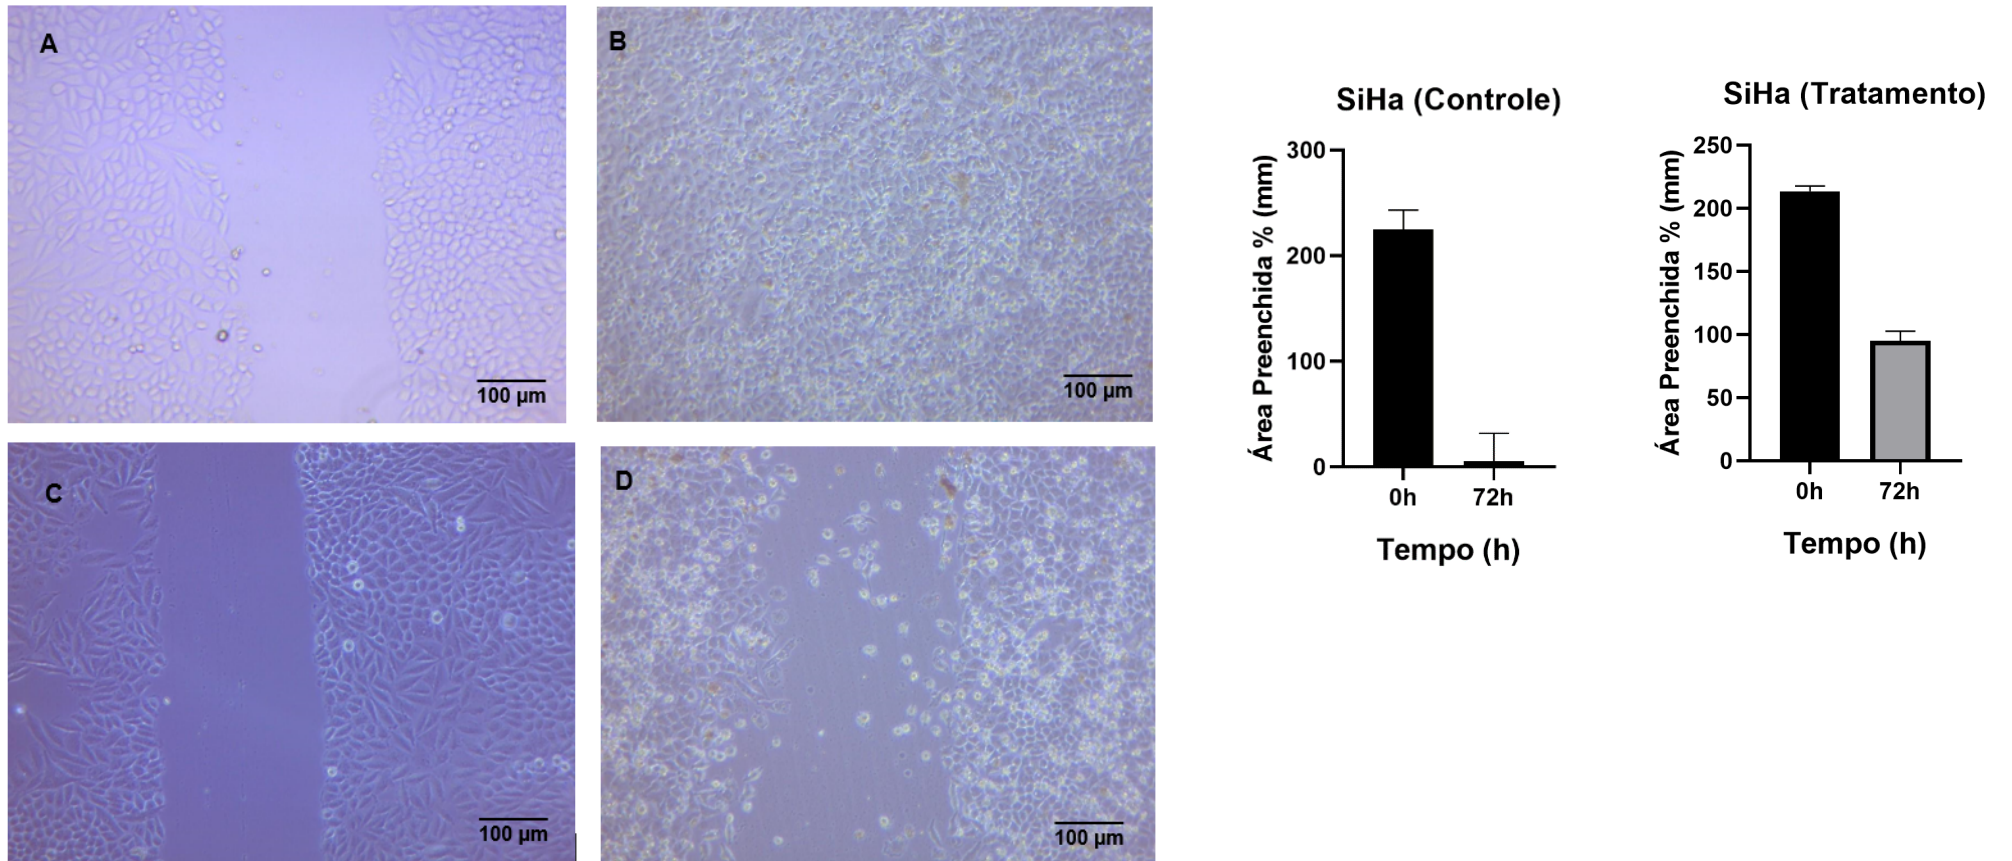 A
100 µm
B
100 µm
C
100 µm
D
100 µm
SiHa (Controle)
Área Preenchida % (mm)
300
200
100
0
0h
72h
Tempo (h)
SiHa (Tratamento)
Área Preenchida % (mm)
250
200
150
100
50
0
0h
72h
Tempo (h)